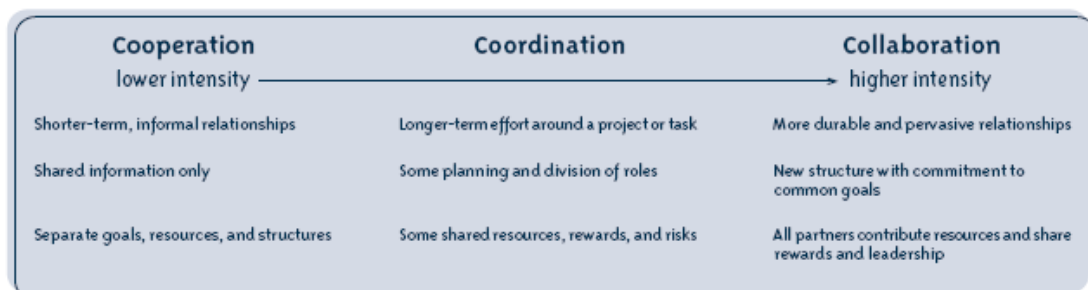 Cooperation
Coordination
Collaboration
lower intensity
higher intensity
Shorter-term, informal relationships
Longer-term effort around a project or task
More durable and pervasive relationships
Shared information only
Some planning and division of roles
New structure with commitment to
common goals
Separate goals, resources, and structures
Some shared resources, rewards, and risks
All partners contribute resources and share
rewards and leadership